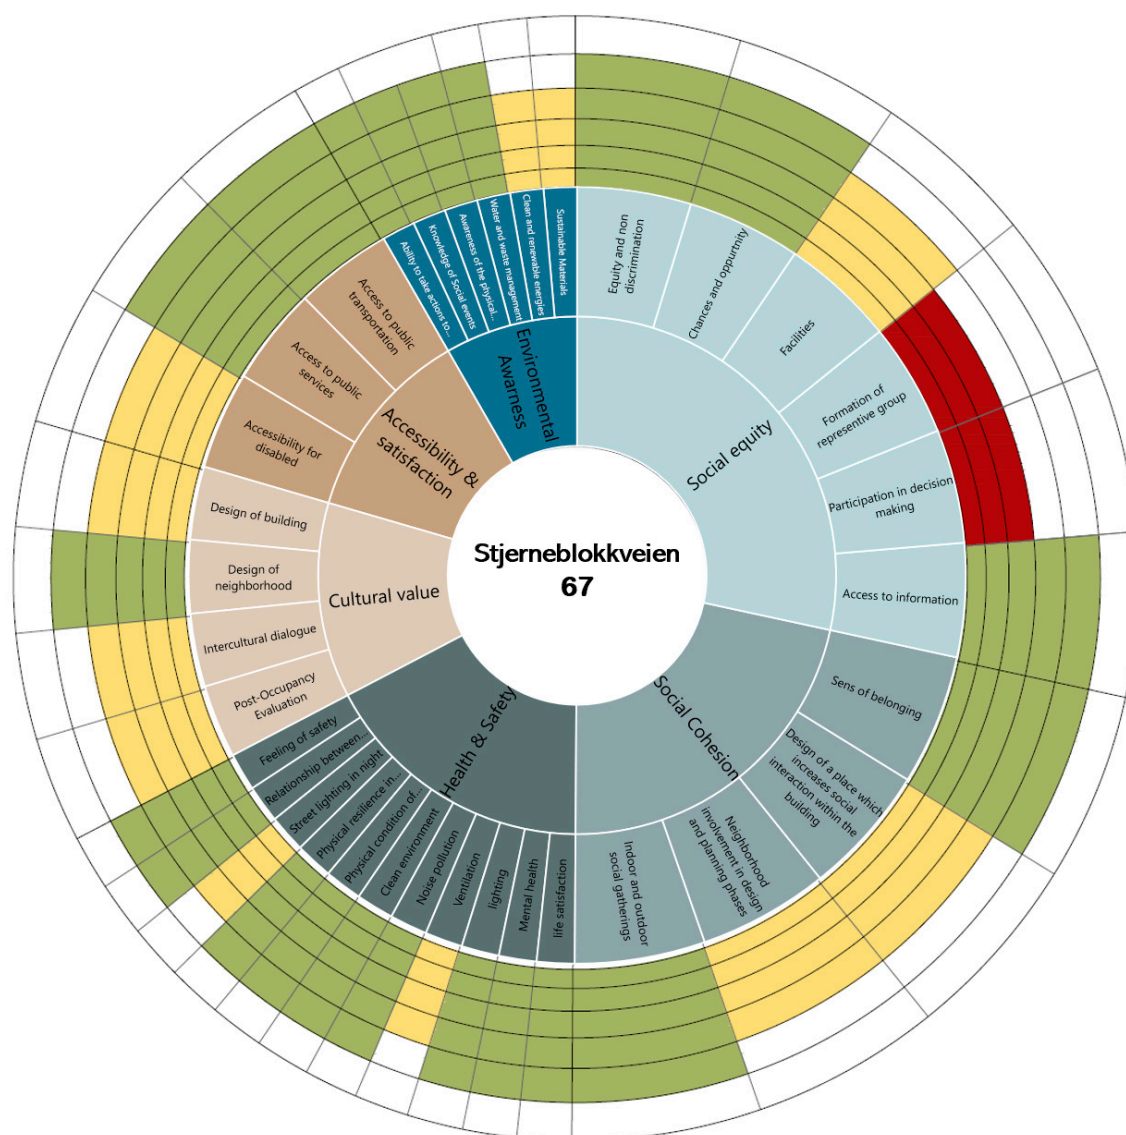 Stjerneblokkveien
67
Social equity
Equity and non
discrimination
Chances and oppurtnity
Facilities
Formation of
representive group
Participation in decision
making
Access to information
Social Cohesion
Sens of belonging
Design of a place which
increases social
interaction within the
building
Neighborhood
involvement in design
and planning phases
Indoor and outdoor
social gatherings
Health & Safety
life satisfaction
Mental health
lighting
Ventilation
Noise pollution
Clean environment
Physical condition of...
Physical resilience in...
Street lighting in night
Relationship between...
Feeling of safety
Cultural value
Post-Occupancy
Evaluation
Intercultural dialogue
Design of
neighborhood
Design of building
Accessibility &
satisfaction
Accessibility for
disabled
Access to public
services
Access to public
transportation
Environmental
Awarness
Ability to take actions to...
Knowledge of Social events
Awareness of the physical...
Water and waste management
Clean and renewable energies
Sustainable Materials